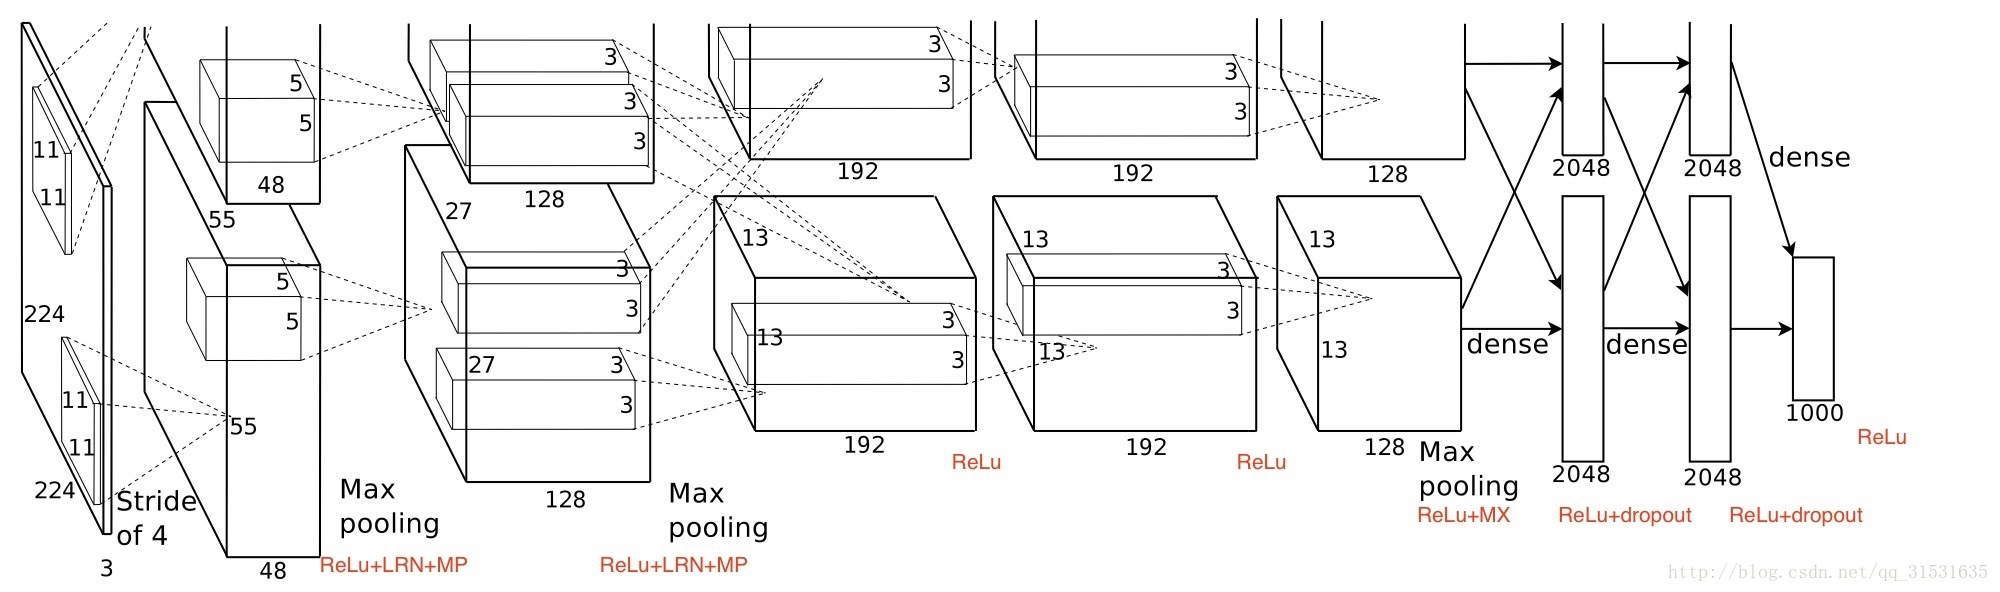 11
11
224
11
11
224
3
Stride
of 4
5
5
48
55
5
5
55
48
Max
pooling
ReLu+LRN+MP
3
3
3
128
27
3
3
27
3
3
128
Max
pooling
ReLu+LRN+MP
3
3
192
13
3
13
3
192
ReLu
3
3
192
13
3
3
13
192
ReLu
128
13
13
128
Max
pooling
ReLu+MX
dense
2048
2048
ReLu+dropout
dense
2048
2048
ReLu+dropout
dense
1000
ReLu
http://blog.csdn.net/qq_31531635